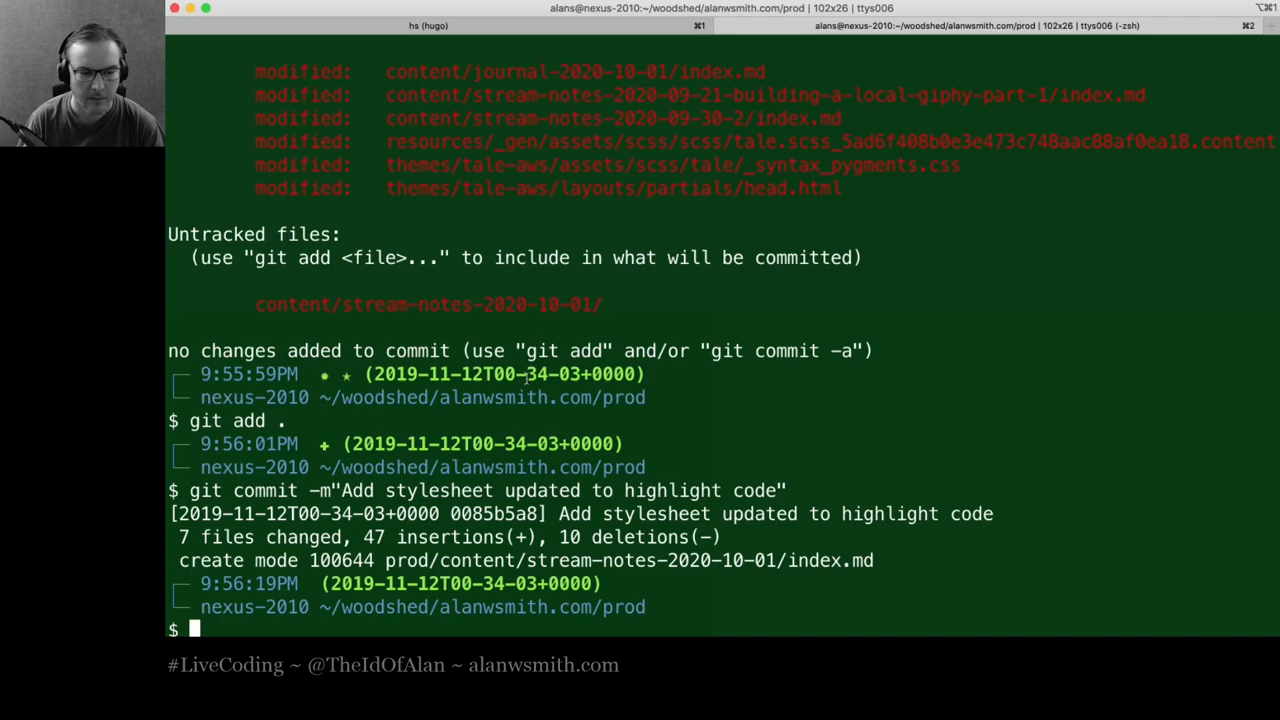 alans@nexus-2010:~/woodshed/alanwsmith.com/prod | 102x26 | ttys006
⌥⌘1
hs (hugo)
⌘1
alans@nexus-2010:~/woodshed/alanwsmith.com/prod | 102x26 | ttys006 (-zsh)
⌘2
modified:   content/journal-2020-10-01/index.md
modified:   content/stream-notes-2020-09-21-building-a-local-giphy-part-1/index.md
modified:   content/stream-notes-2020-09-30-2/index.md
modified:   resources/_gen/assets/scss/scss/tale.scss_5ad6f408b0e3e473c748aac88af0ea18.content
modified:   themes/tale-aws/assets/scss/tale/_syntax_pygments.css
modified:   themes/tale-aws/layouts/partials/head.html
Untracked files:
(use "git add <file>..." to include in what will be committed)
content/stream-notes-2020-10-01/
no changes added to commit (use "git add" and/or "git commit -a")
9:55:59PM ✹ ★ (2019-11-12T00-34-03+0000)
nexus-2010 ~/woodshed/alanwsmith.com/prod
$ git add .
9:56:01PM ✚ (2019-11-12T00-34-03+0000)
nexus-2010 ~/woodshed/alanwsmith.com/prod
$ git commit -m"Add stylesheet updated to highlight code"
[2019-11-12T00-34-03+0000 0085b5a8] Add stylesheet updated to highlight code
7 files changed, 47 insertions(+), 10 deletions(-)
create mode 100644 prod/content/stream-notes-2020-10-01/index.md
9:56:19PM (2019-11-12T00-34-03+0000)
nexus-2010 ~/woodshed/alanwsmith.com/prod
$
#LiveCoding ~ @TheIdOfAlan ~ alanwsmith.com